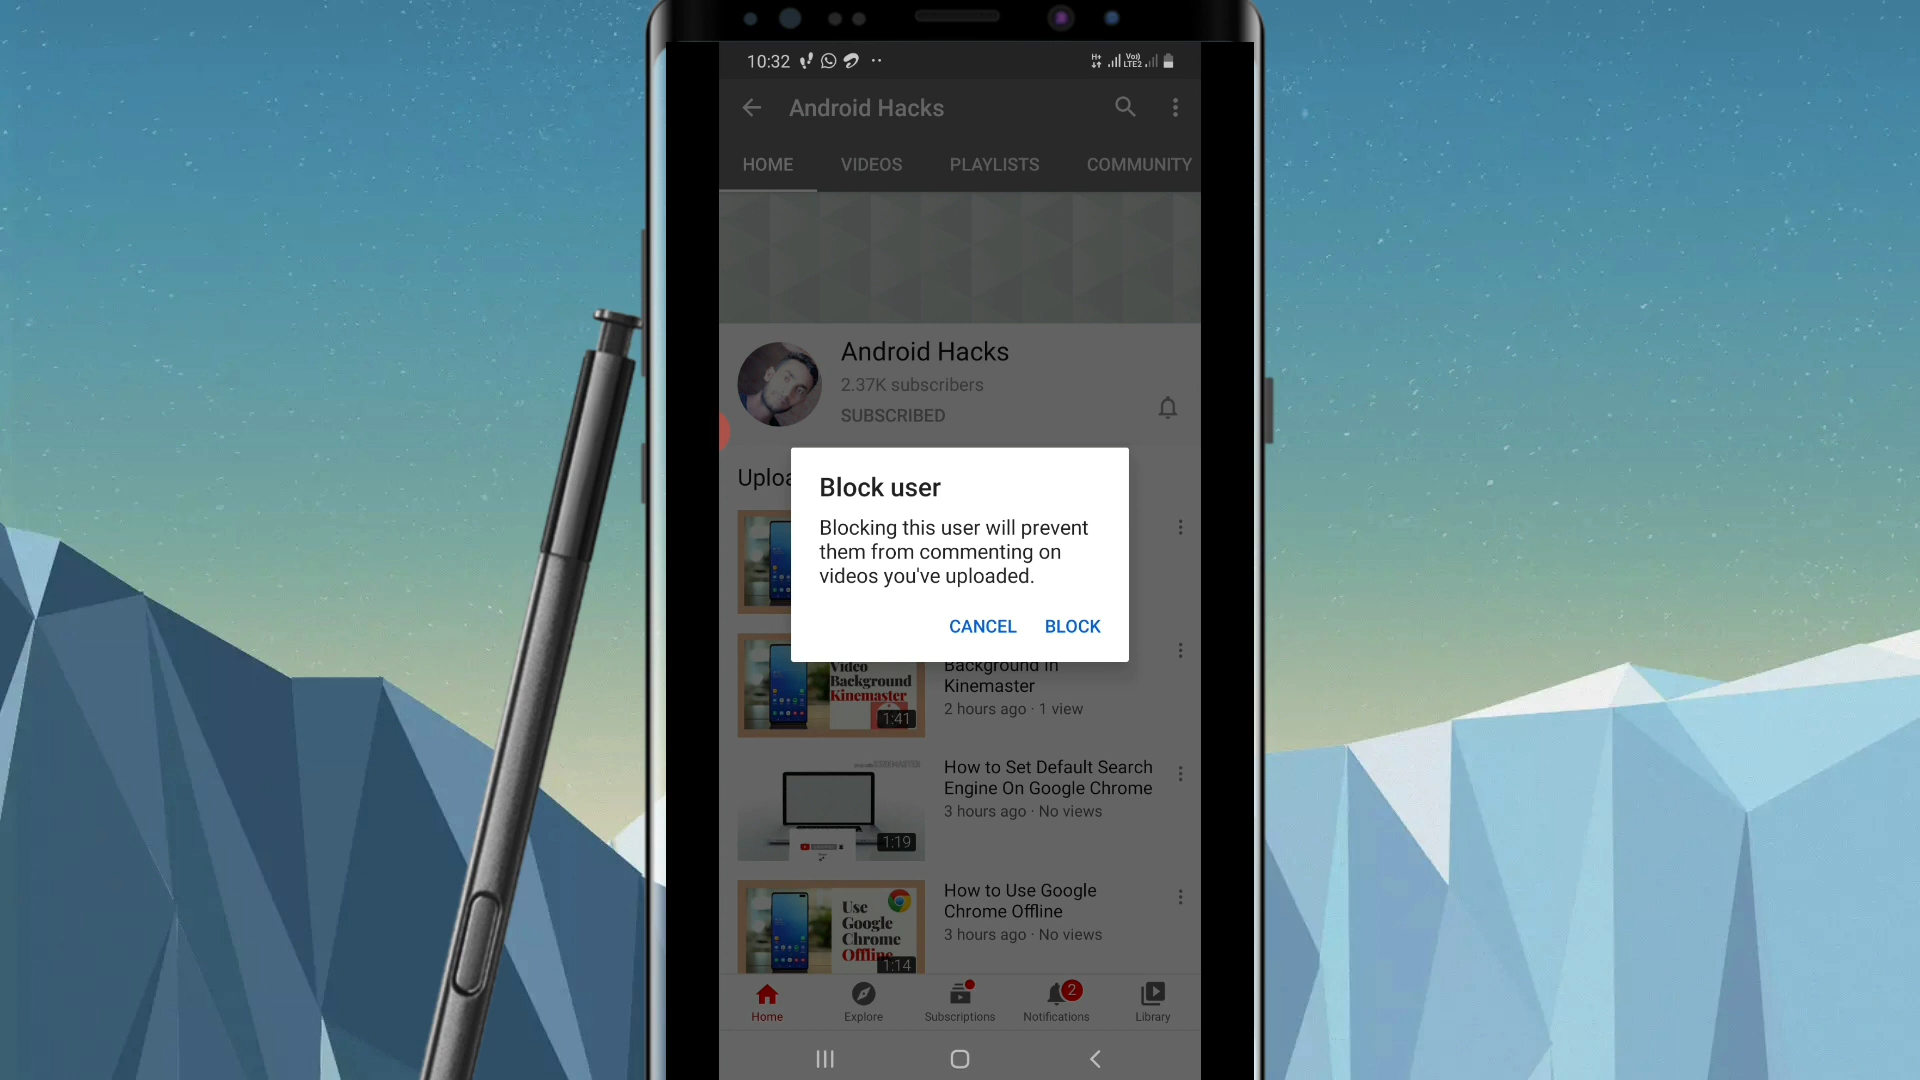 10:32
Vo)
LTE2
Android Hacks
HOME VIDEOS PLAYLISTS COMMUNITY
Android Hacks
2.37K subscribers
SUBSCRIBED
Uploa
Block user
Blocking this user will prevent
them from commenting on
videos you've uploaded.
CANCEL BLOCK
Video
Background
Kinemaster
1:41
Background In
Kinemaster
2 hours ago · 1 view
KINEMASTER
1:19
How to Set Default Search
Engine On Google Chrome
3 hours ago · No views
Use
Google
Chrome
Offline
1:14
How to Use Google
Chrome Offline
3 hours ago · No views
2
Home Explore Subscriptions Notifications Library